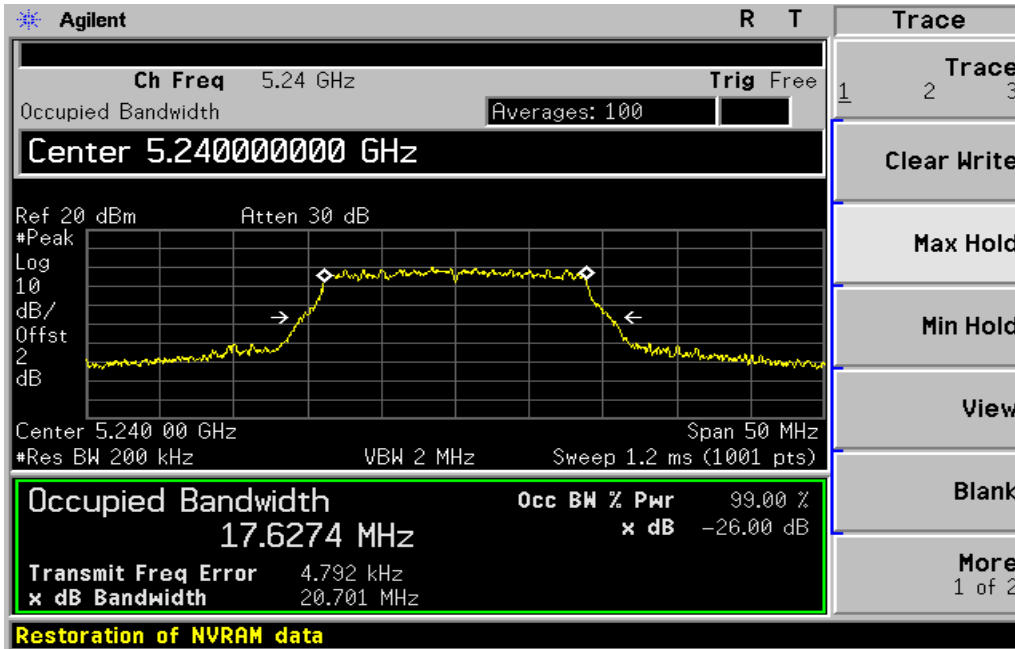 Agilent R T Trace
Ch Freq 5.24 GHz Trig Free
Occupied Bandwidth Averages: 100
Center 5.240000000 GHz
Ref 20 dBm Atten 30 dB
#Peak
Log
10
dB/
Offst
2
dB
Center 5.240 00 GHz Span 50 MHz
#Res BW 200 kHz VBW 2 MHz Sweep 1.2 ms (1001 pts)
Occupied Bandwidth Occ BW % Pwr 99.00 %
17.6274 MHz x dB -26.00 dB
Transmit Freq Error 4.792 kHz
x dB Bandwidth 20.701 MHz
Restoration of NVRAM data
Trace
1 2 3
Clear Write
Max Hold
Min Hold
View
Blank
More
1 of 2